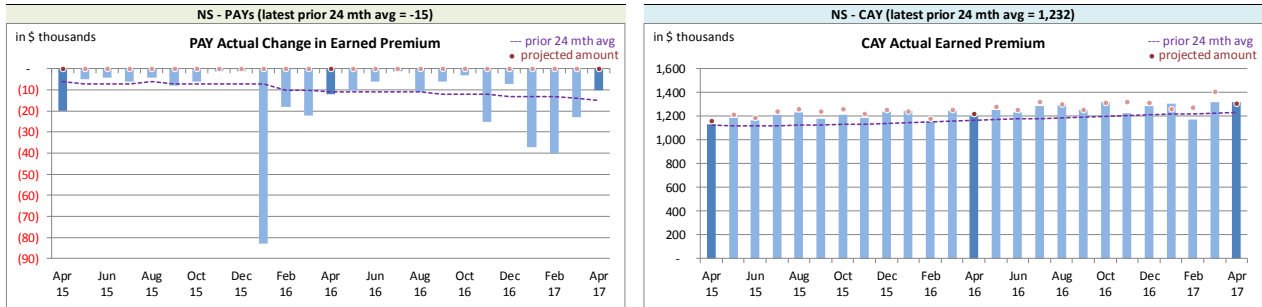 NS - PAYs (latest prior 24 mth avg = -15)
in $ thousands
PAY Actual Change in Earned Premium
--- prior 24 mth avg
projected amount
-
(10)
(20)
(30)
(40)
(50)
(60)
(70)
(80)
(90)
Apr Jun Aug Oct Dec Feb Apr Jun Aug Oct Dec Feb Apr
15 15 15 15 15 16 16 16 16 16 16 17 17
NS - CAY (latest prior 24 mth avg = 1,232)
in $ thousands
CAY Actual Earned Premium
--- prior 24 mth avg
projected amount
1,600
1,400
1,200
1,000
800
600
400
200
-
Apr Jun Aug Oct Dec Feb Apr Jun Aug Oct Dec Feb Apr
15 15 15 15 15 16 16 16 16 16 16 17 17